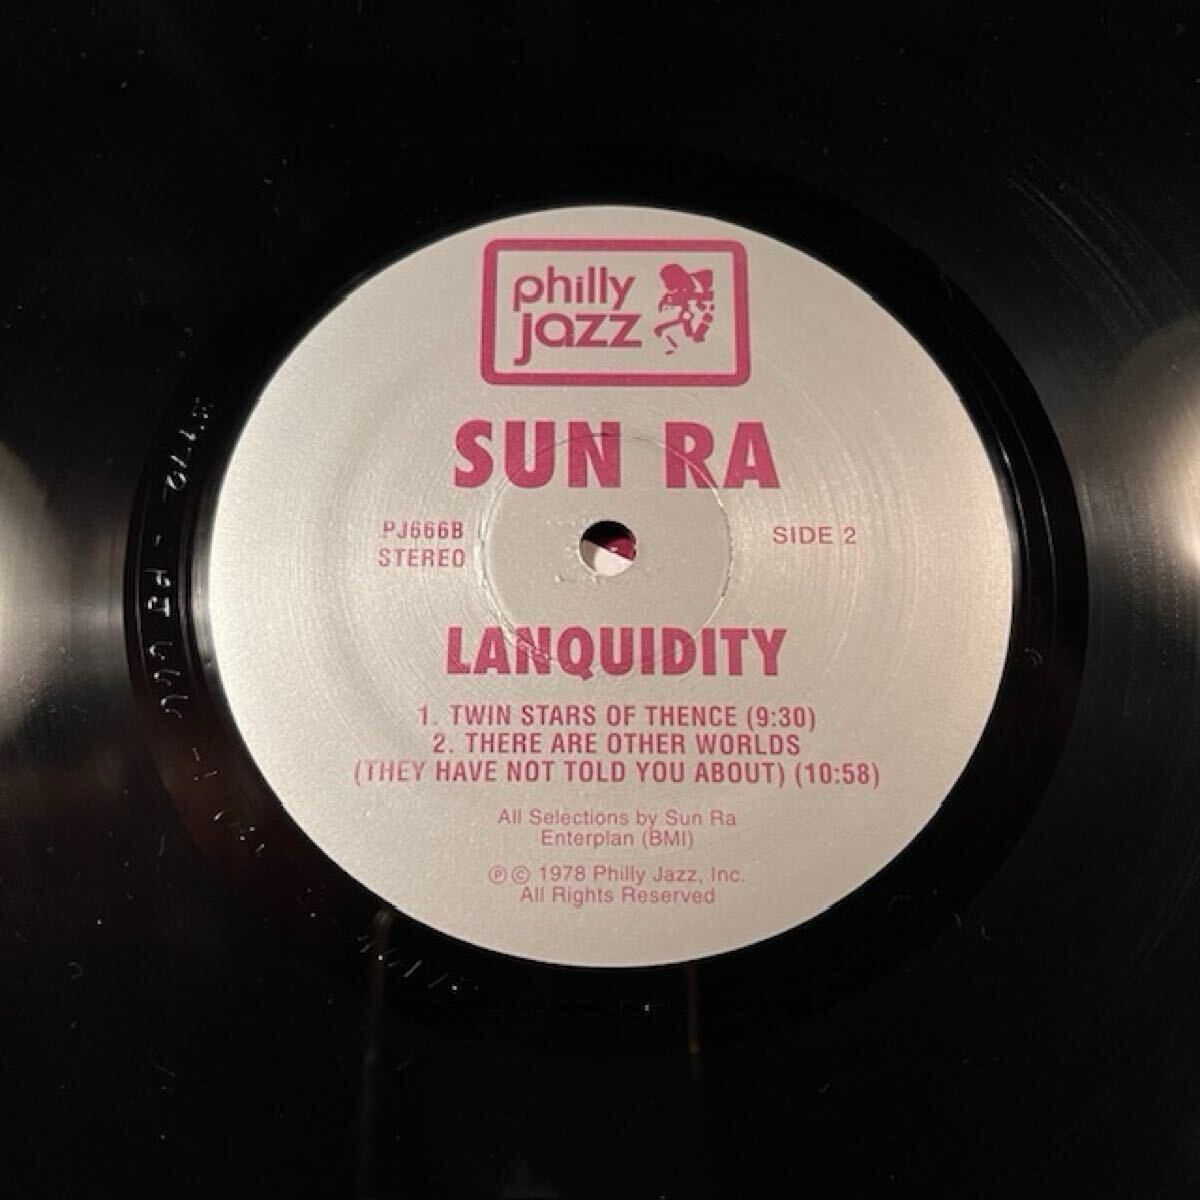 philly
jazz
SUN RA
PJ666B
STEREO
SIDE 2
LANQUIDITY
1. TWIN STARS OF THENCE (9:30)
2. THERE ARE OTHER WORLDS
(THEY HAVE NOT TOLD YOU ABOUT) (10:58)
All Selections by Sun Ra
Enterplan (BMI)
℗ © 1978 Philly Jazz, Inc.
All Rights Reserved